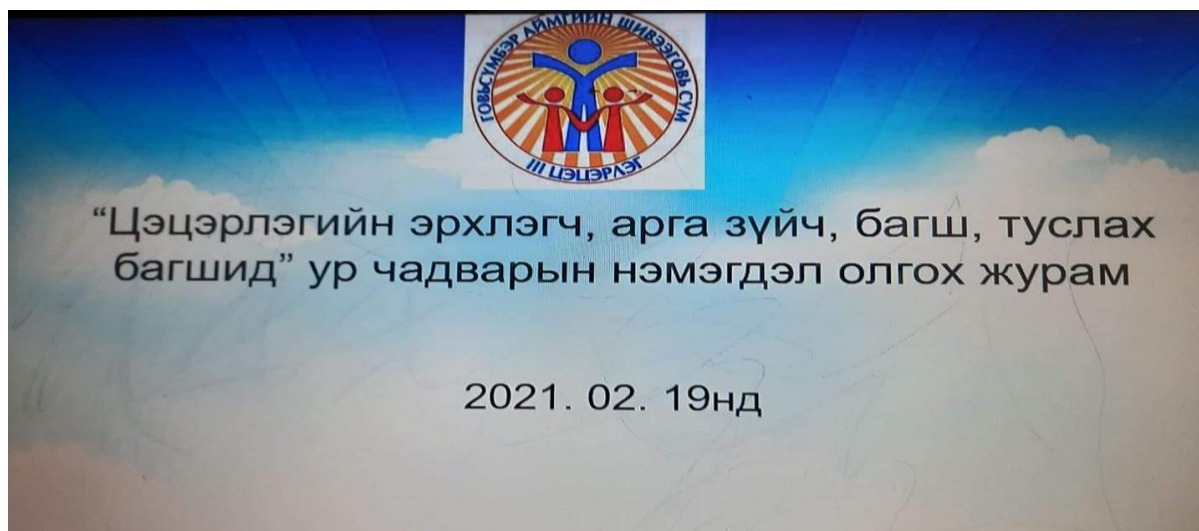 ГОВЬСҮМБЭР АЙМГИЙН ШИВЭЭГОВЬ СУМ
III ЦЭЦЭРЛЭГ
“Цэцэрлэгийн эрхлэгч, арга зүйч, багш, туслах
багшид” ур чадварын нэмэгдэл олгох журам
2021. 02. 19нд